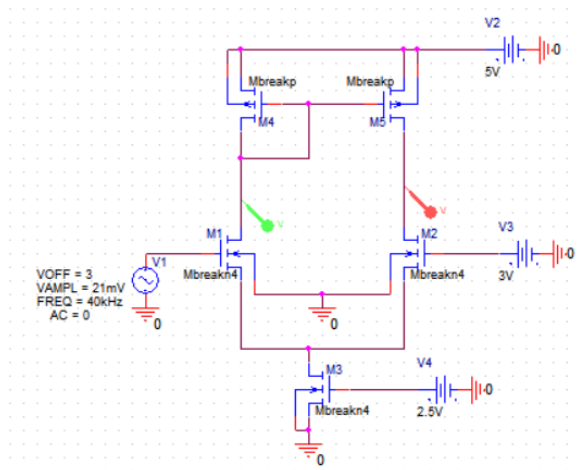 V2
5V
0
Mbreakp
Mbreakp
M4
M5
V
V
M1
M2
V3
V1
Mbreakn4
Mbreakn4
3V
0
VOFF = 3
VAMPL = 21mV
FREQ = 40kHz
AC = 0
0
0
M3
V4
Mbreakn4
2.5V
0
0